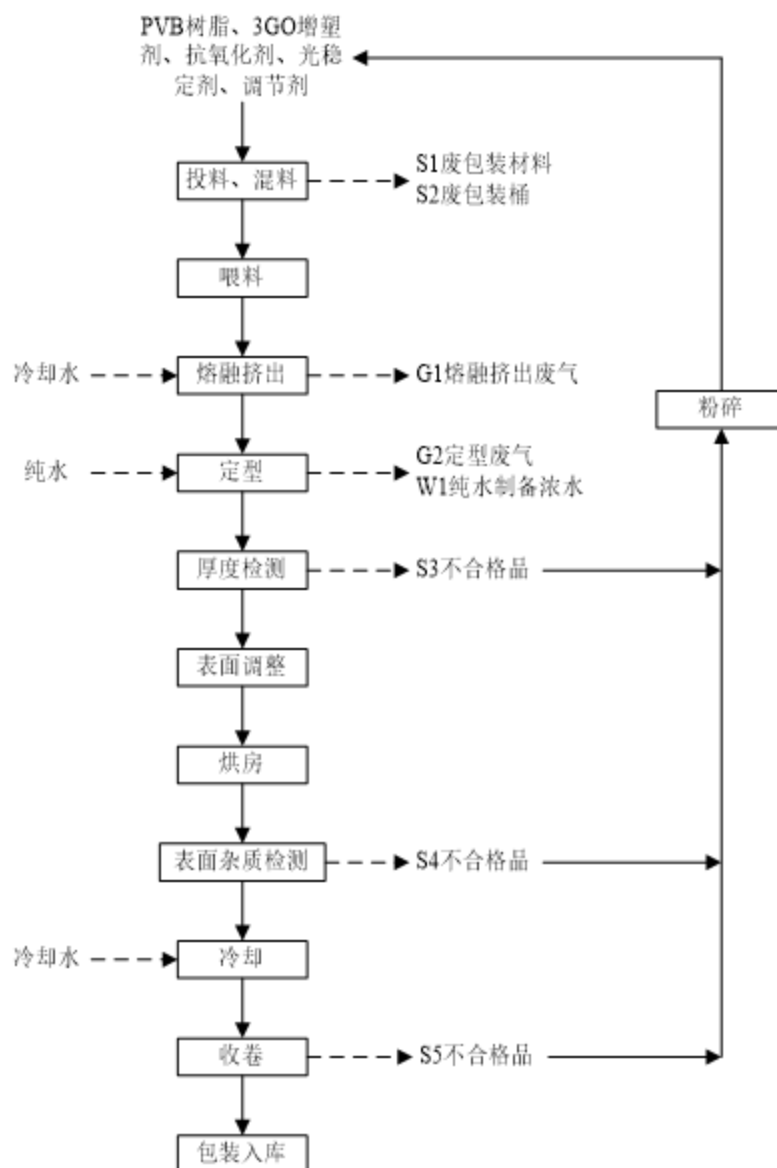 PVB树脂、3GO增塑
剂、抗氧化剂、光稳
定剂、调节剂
投料、混料
S1废包装材料
S2废包装桶
喂料
冷却水
熔融挤出
G1熔融挤出废气
粉碎
纯水
定型
G2定型废气
W1纯水制备浓水
厚度检测
S3不合格品
表面调整
烘房
表面杂质检测
S4不合格品
冷却水
冷却
收卷
S5不合格品
包装入库